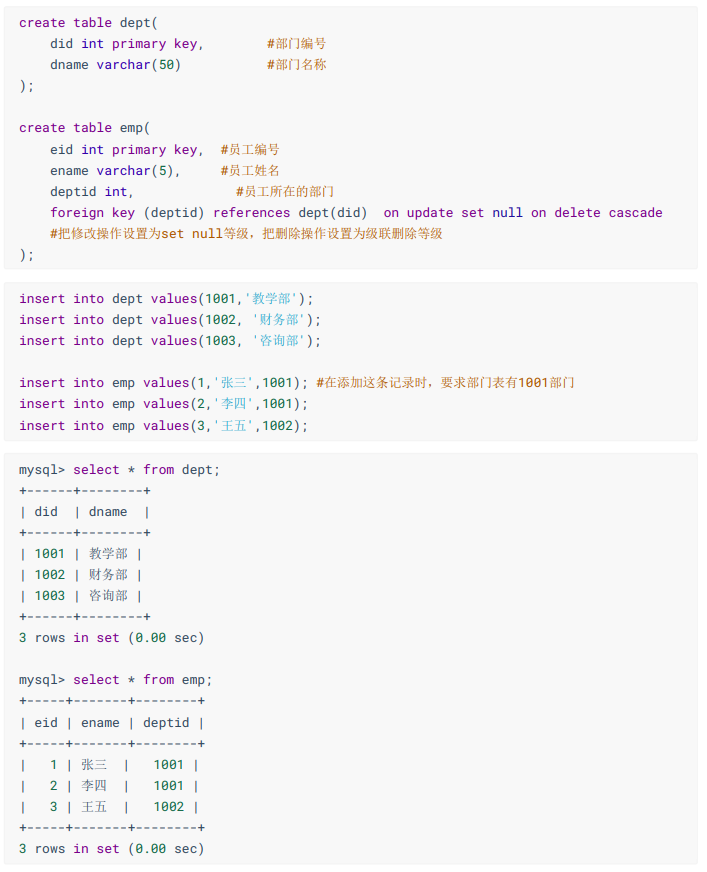 create table dept(
    did int primary key,        #部门编号
    dname varchar(50)           #部门名称
);
create table emp(
    eid int primary key,  #员工编号
    ename varchar(5),     #员工姓名
    deptid int,             #员工所在的部门
    foreign key (deptid) references dept(did)  on update set null on delete cascade
    #把修改操作设置为set null等级，把删除操作设置为级联删除等级
);
insert into dept values(1001,'教学部');
insert into dept values(1002, '财务部');
insert into dept values(1003, '咨询部');
insert into emp values(1,'张三',1001); #在添加这条记录时，要求部门表有1001部门
insert into emp values(2,'李四',1001);
insert into emp values(3,'王五',1002);
mysql> select * from dept;
+------+--------+
| did  | dname  |
+------+--------+
| 1001 | 教学部 |
| 1002 | 财务部 |
| 1003 | 咨询部 |
+------+--------+
3 rows in set (0.00 sec)
mysql> select * from emp;
+-----+-------+--------+
| eid | ename | deptid |
+-----+-------+--------+
|   1 | 张三  |   1001 |
|   2 | 李四  |   1001 |
|   3 | 王五  |   1002 |
+-----+-------+--------+
3 rows in set (0.00 sec)